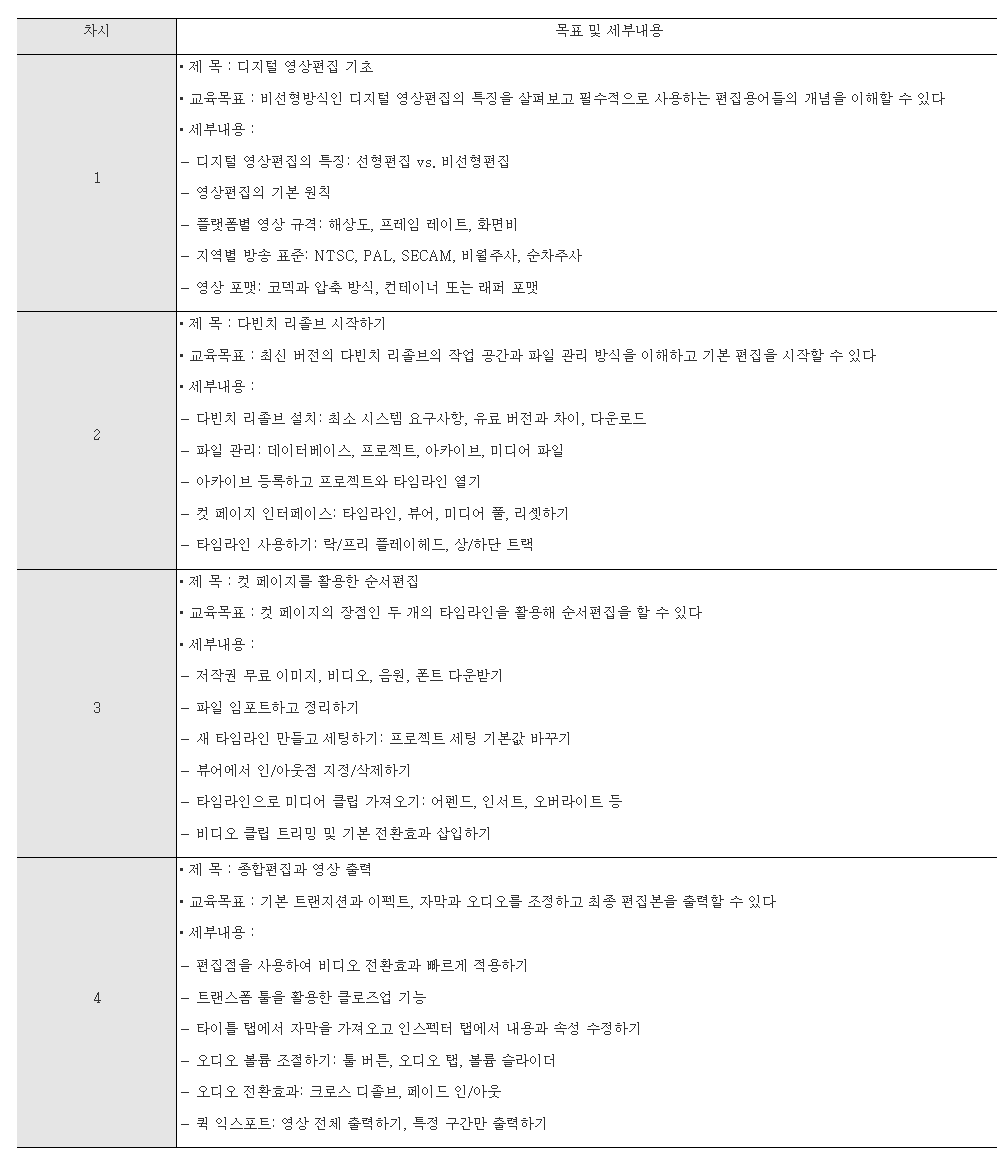 차시
목표 및 세부내용
1
• 제 목 : 디지털 영상편집 기초
• 교육목표 : 비선형방식인 디지털 영상편집의 특징을 살펴보고 필수적으로 사용하는 편집용어들의 개념을 이해할 수 있다
• 세부내용 :
– 디지털 영상편집의 특징: 선형편집 vs. 비선형편집
– 영상편집의 기본 원칙
– 플랫폼별 영상 규격: 해상도, 프레임 레이트, 화면비
– 지역별 방송 표준: NTSC, PAL, SECAM, 비월주사, 순차주사
– 영상 포맷: 코덱과 압축 방식, 컨테이너 또는 래퍼 포맷
2
• 제 목 : 다빈치 리졸브 시작하기
• 교육목표 : 최신 버전의 다빈치 리졸브의 작업 공간과 파일 관리 방식을 이해하고 기본 편집을 시작할 수 있다
• 세부내용 :
– 다빈치 리졸브 설치: 최소 시스템 요구사항, 유료 버전과 차이, 다운로드
– 파일 관리: 데이터베이스, 프로젝트, 아카이브, 미디어 파일
– 아카이브 등록하고 프로젝트와 타임라인 열기
– 컷 페이지 인터페이스: 타임라인, 뷰어, 미디어 풀, 리셋하기
– 타임라인 사용하기: 락/프리 플레이헤드, 상/하단 트랙
3
• 제 목 : 컷 페이지를 활용한 순서편집
• 교육목표 : 컷 페이지의 장점인 두 개의 타임라인을 활용해 순서편집을 할 수 있다
• 세부내용 :
– 저작권 무료 이미지, 비디오, 음원, 폰트 다운받기
– 파일 임포트하고 정리하기
– 새 타임라인 만들고 세팅하기: 프로젝트 세팅 기본값 바꾸기
– 뷰어에서 인/아웃점 지정/삭제하기
– 타임라인으로 미디어 클립 가져오기: 어펜드, 인서트, 오버라이트 등
– 비디오 클립 트리밍 및 기본 전환효과 삽입하기
4
• 제 목 : 종합편집과 영상 출력
• 교육목표 : 기본 트랜지션과 이펙트, 자막과 오디오를 조정하고 최종 편집본을 출력할 수 있다
• 세부내용 :
– 편집점을 사용하여 비디오 전환효과 빠르게 적용하기
– 트랜스폼 툴을 활용한 클로즈업 기능
– 타이틀 탭에서 자막을 가져오고 인스펙터 탭에서 내용과 속성 수정하기
– 오디오 볼륨 조절하기: 툴 버튼, 오디오 탭, 볼륨 슬라이더
– 오디오 전환효과: 크로스 디졸브, 페이드 인/아웃
– 퀵 익스포트: 영상 전체 출력하기, 특정 구간만 출력하기